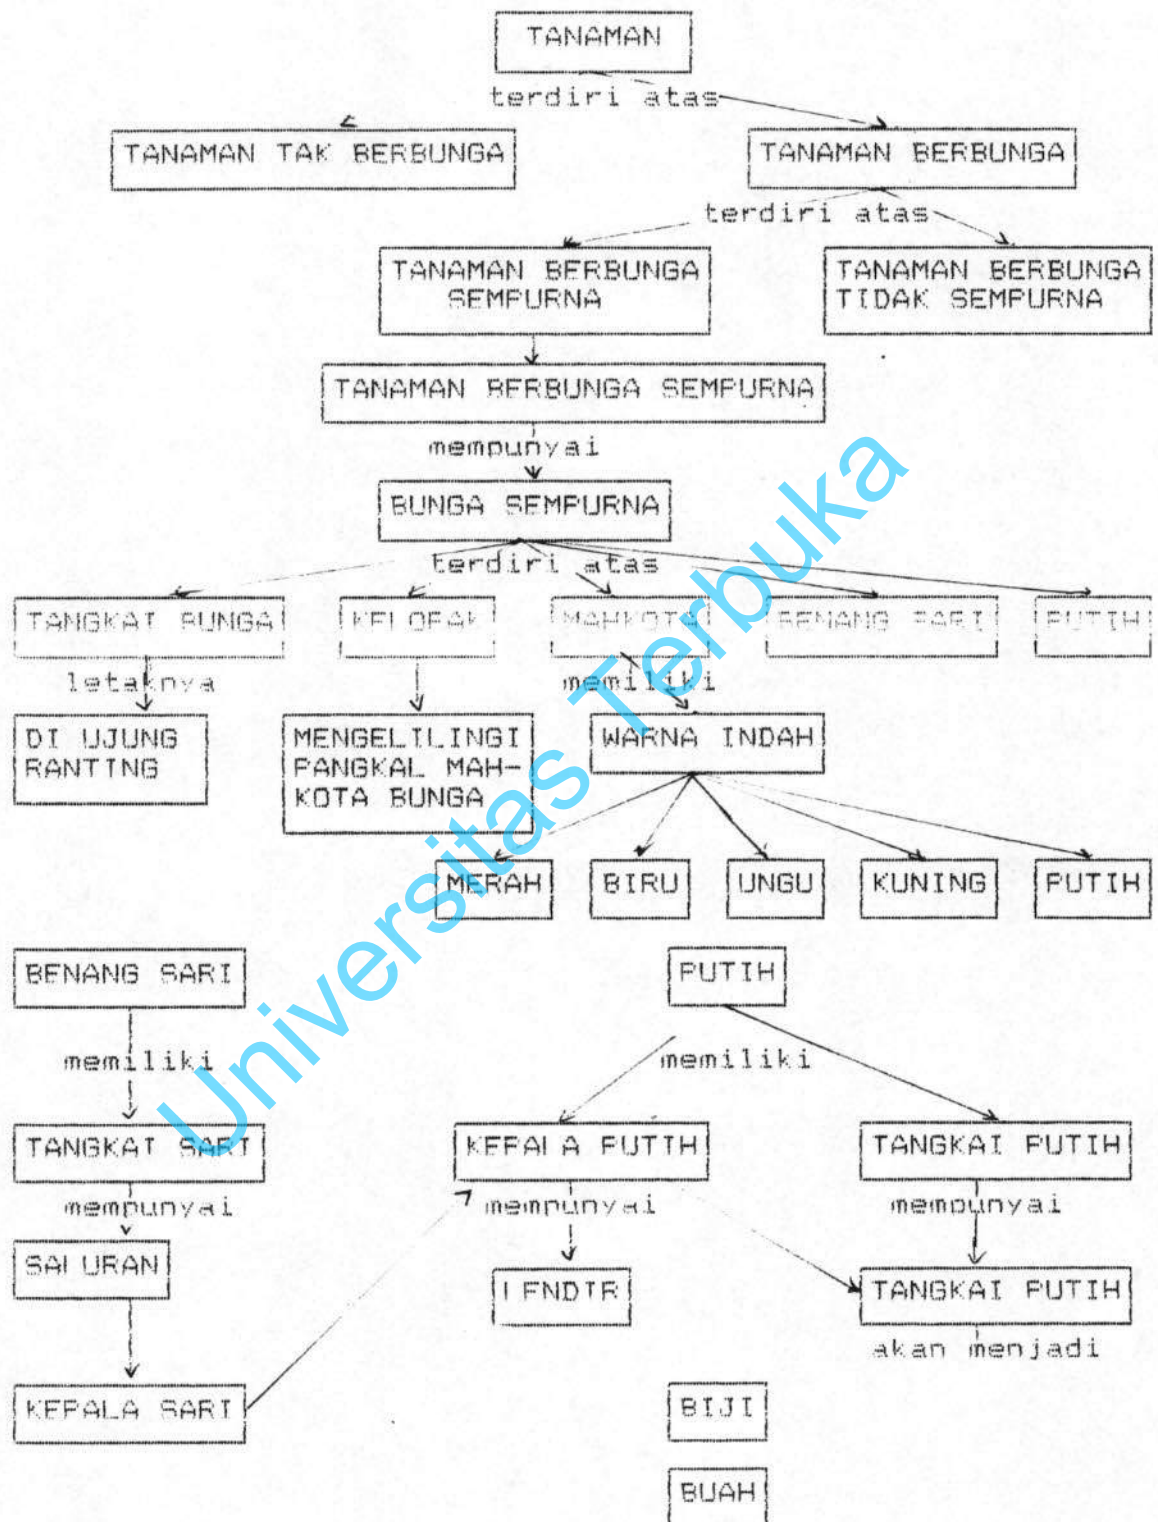 TANAMAN
terdiri atas
TANAMAN TAK BERBUNGA
TANAMAN BERBUNGA
terdiri atas
TANAMAN BERBUNGA
SEMPURNA
TANAMAN BERBUNGA
TIDAK SEMPURNA
TANAMAN BERBUNGA SEMPURNA
mempunyai
BUNGA SEMPURNA
terdiri atas
TANGKAI BUNGA
KELOPAK
MAHKOTA
BENANG SARI
PUTIH
letaknya
memiliki
DI UJUNG
RANTING
MENGELILINGI
PANGKAL MAH-
KOTA BUNGA
WARNA INDAH
MERAH
BIRU
UNGU
KUNING
PUTIH
BENANG SARI
PUTIH
memiliki
memiliki
TANGKAI SARI
KEPALA PUTIH
TANGKAI PUTIH
mempunyai
mempunyai
mempunyai
SALURAN
LENDIR
TANGKAI PUTIH
akan menjadi
KEPALA SARI
BIJI
BUAH
Universitas Terbuka